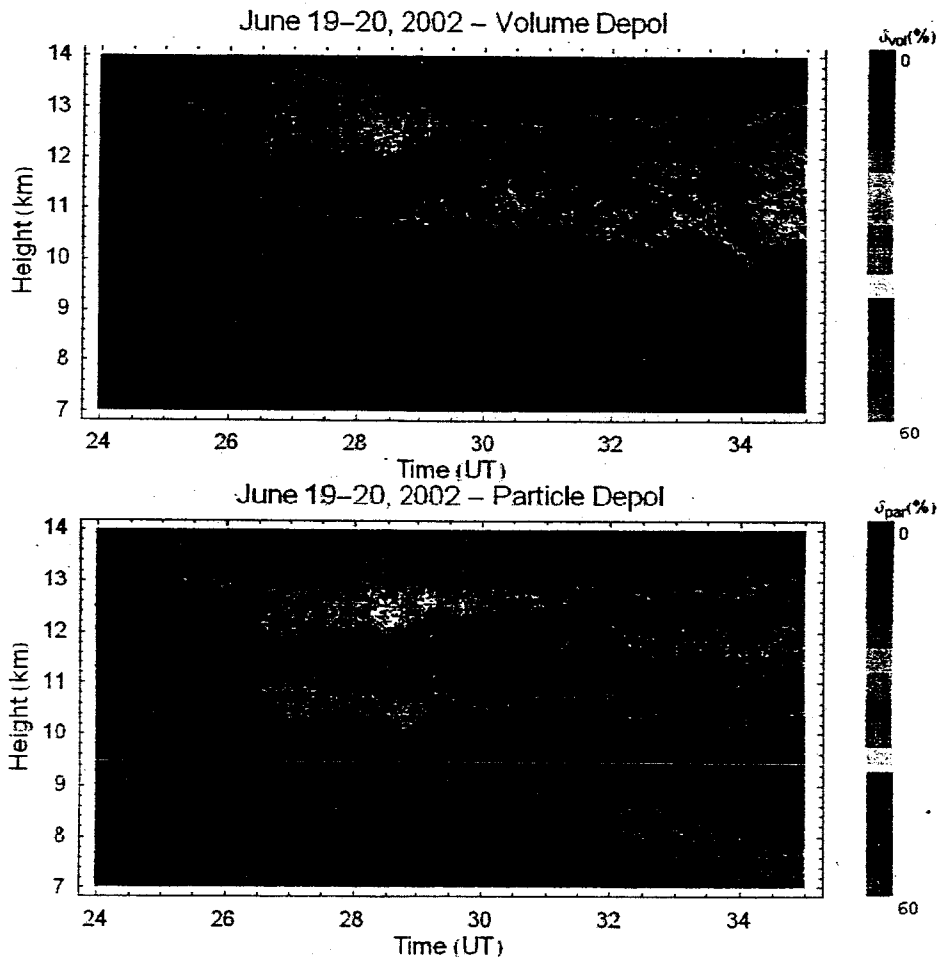 June 19–20, 2002 – Volume Depol
δvol(%)
0
14
13
12
11
10
9
8
7
Height (km)
60
24 26 28 30 32 34
Time (UT)
June 19–20, 2002 – Particle Depol
δpar(%)
0
14
13
12
11
10
9
8
7
Height (km)
60
24 26 28 30 32 34
Time (UT)